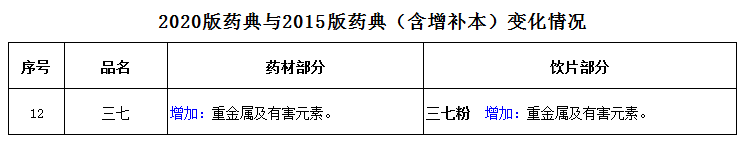 2020版药典与2015版药典（含增补本）变化情况
序号 品名 药材部分 饮片部分
12 三七 增加：重金属及有害元素。 三七粉 增加：重金属及有害元素。